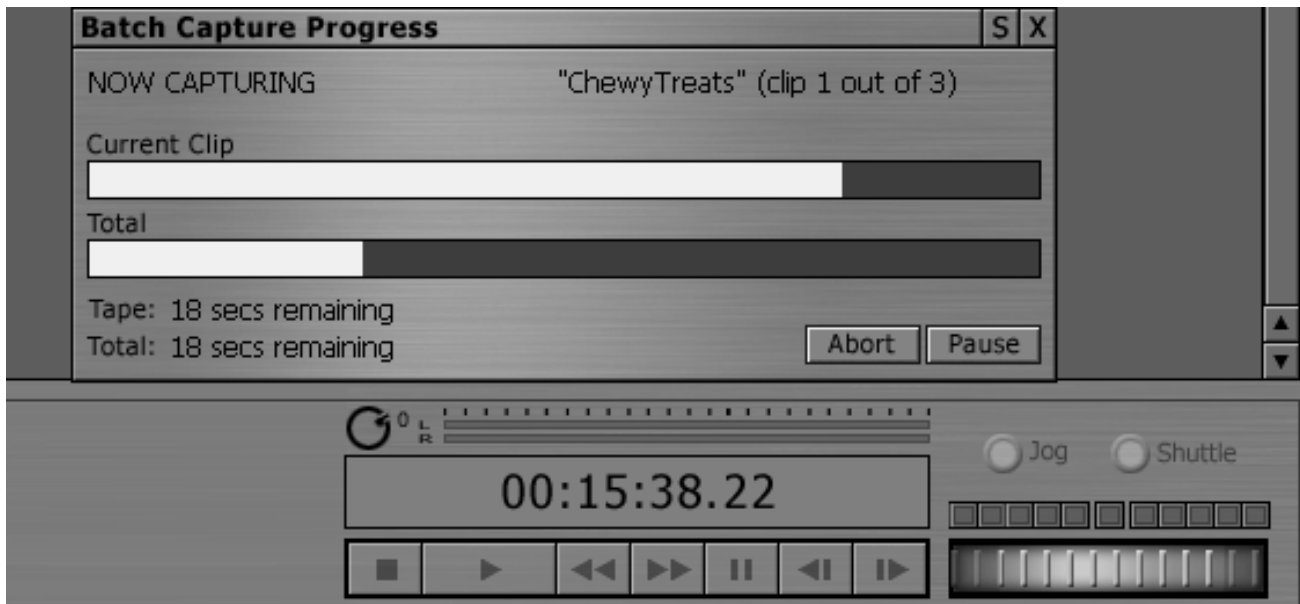 Batch Capture Progress S X
NOW CAPTURING "ChewyTreats" (clip 1 out of 3)
Current Clip
Total
Tape: 18 secs remaining
Total: 18 secs remaining
Abort Pause
0 L
R
Jog Shuttle
00:15:38.22